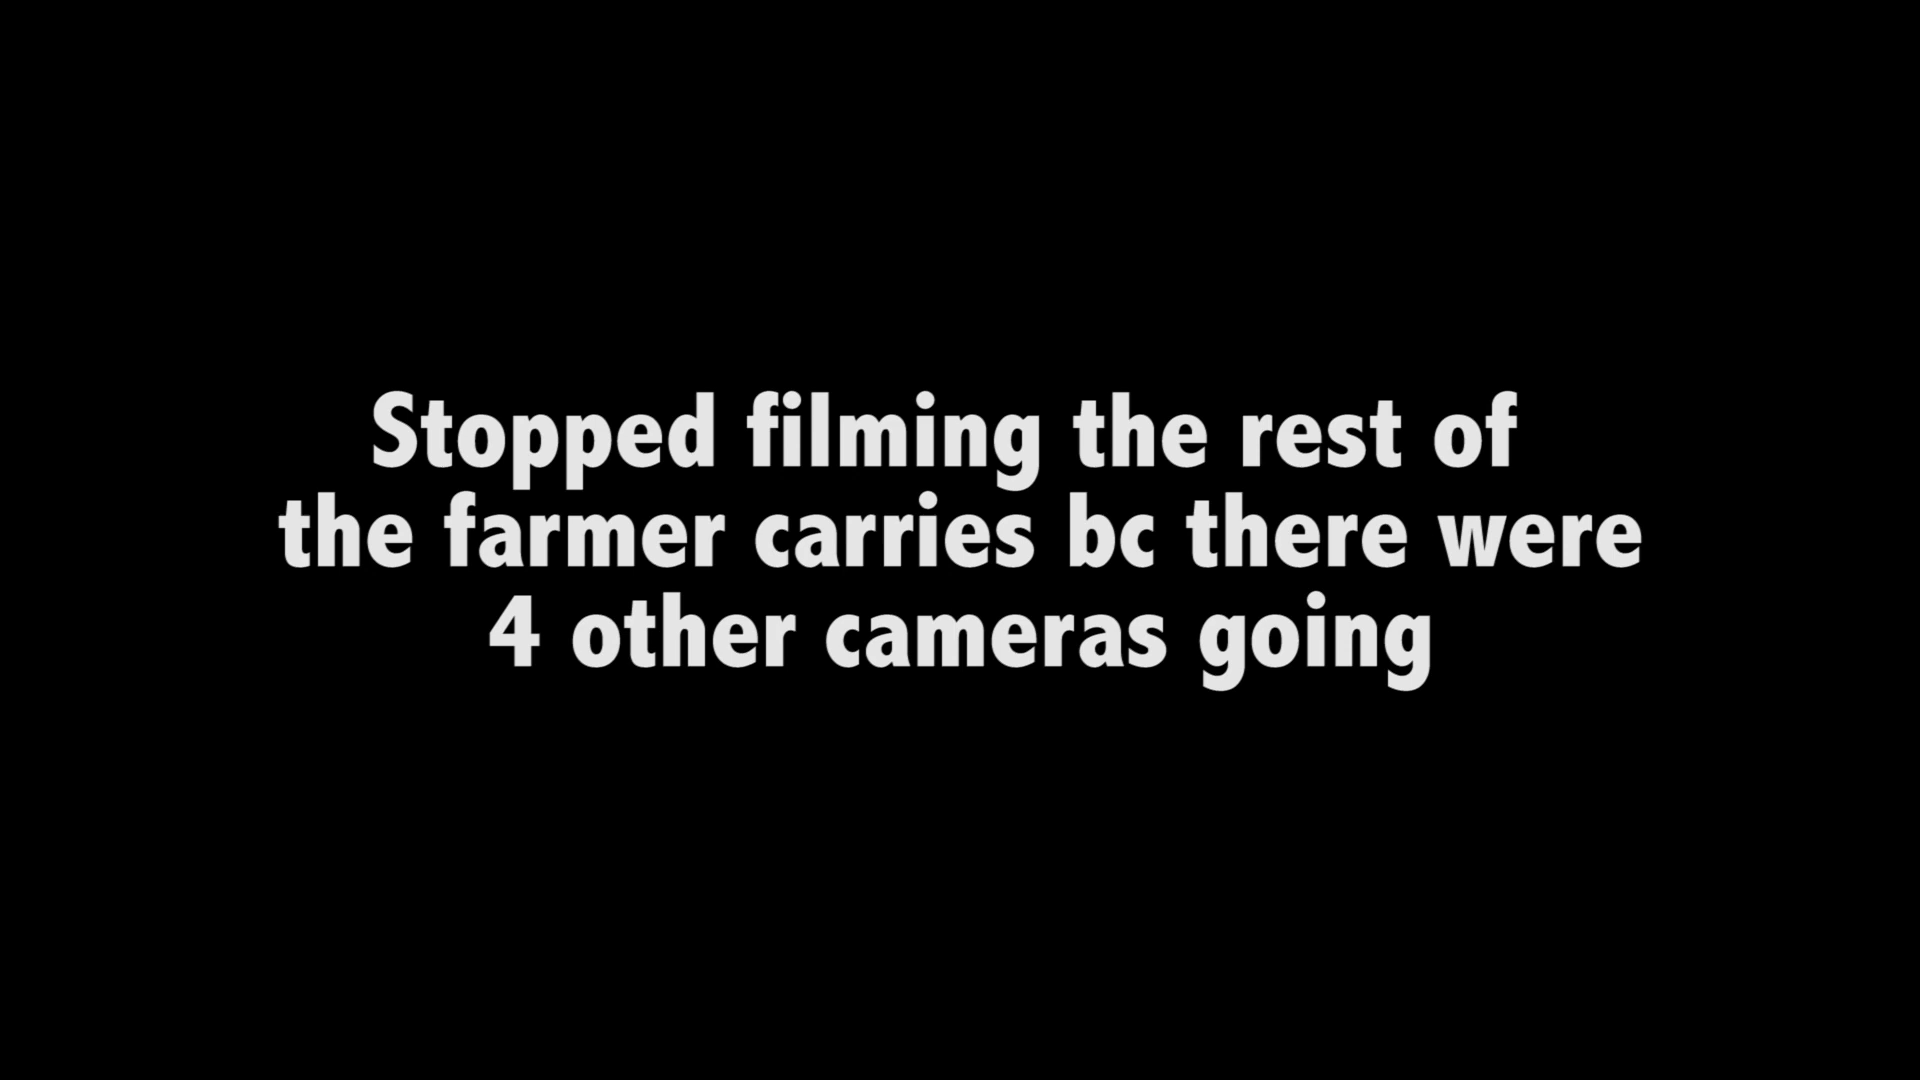 Stopped filming the rest of
the farmer carries bc there were
4 other cameras going